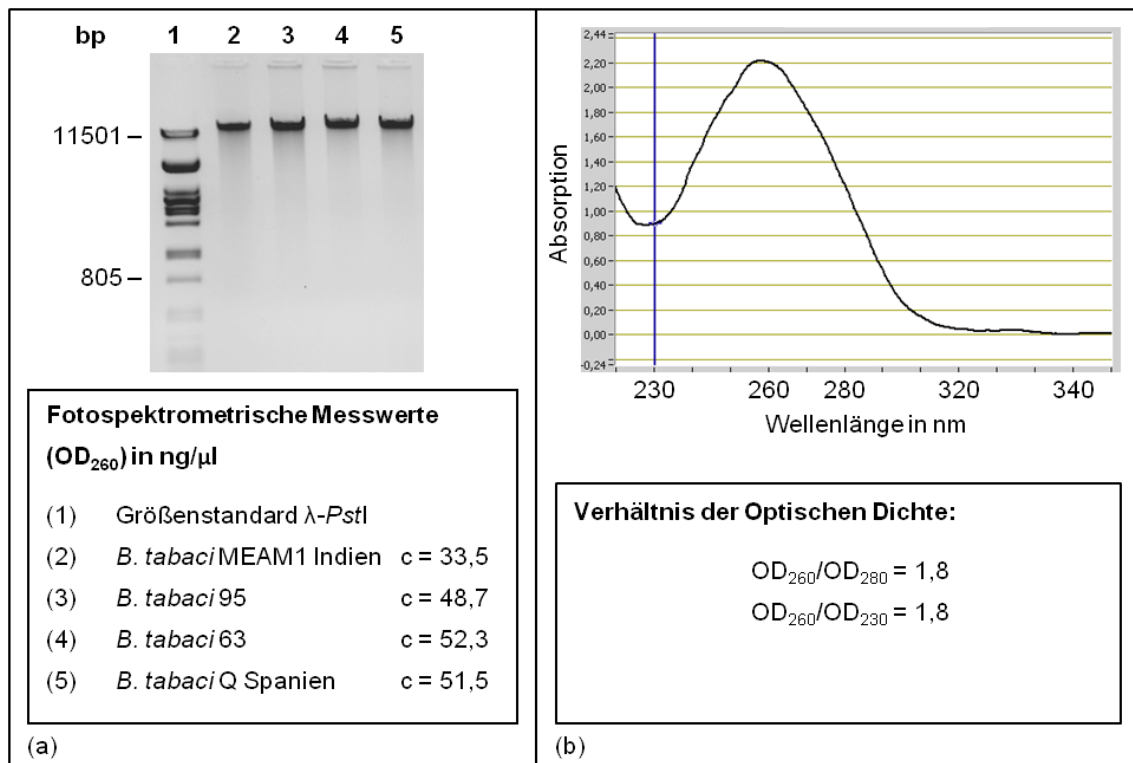 bp 1 2 3 4 5
11501 –
805 –
Fotospektrometrische Messwerte
(OD260) in ng/µl
(1) Größenstandard λ-PstI
(2) B. tabaci MEAM1 Indien c = 33,5
(3) B. tabaci 95 c = 48,7
(4) B. tabaci 63 c = 52,3
(5) B. tabaci Q Spanien c = 51,5
(a)
2,44
2,20
2,00
1,80
1,60
1,40
1,20
1,00
0,80
0,60
0,40
0,20
0,00
-0,24
Absorption
230 260 280 320 340
Wellenlänge in nm
Verhältnis der Optischen Dichte:
OD260/OD280 = 1,8
OD260/OD230 = 1,8
(b)